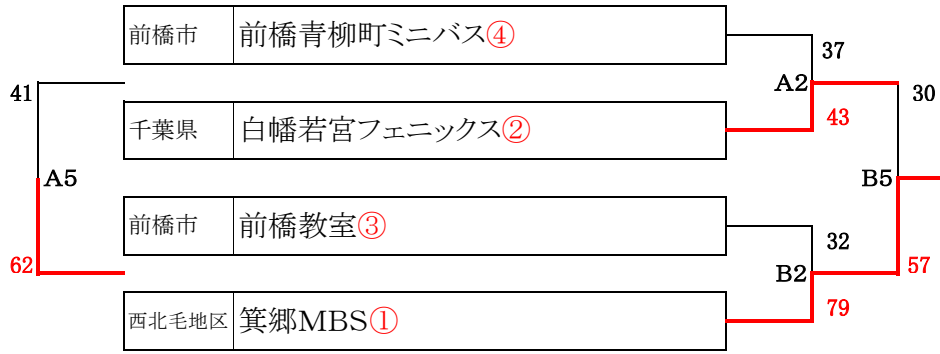 前橋市 前橋青柳町ミニバス④
37
41
A2
30
千葉県 白幡若宮フェニックス②
43
A5
B5
前橋市 前橋教室③
32
62
B2
57
西北毛地区 箕郷MBS①
79